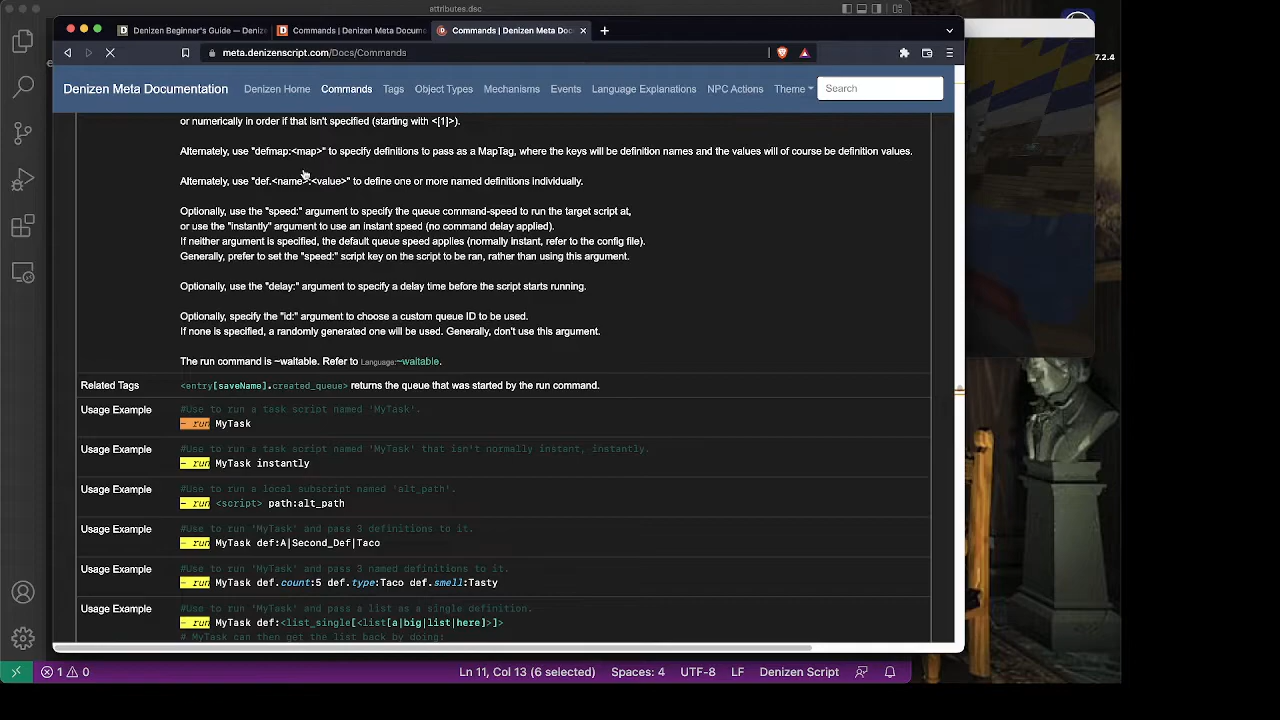 attributes.dsc
Denizen Beginner's Guide — Deniz
Commands | Denizen Meta Docume
Commands | Denizen Meta Doc
meta.denizenscript.com/Docs/Commands
7.2.4
Denizen Meta Documentation
Denizen Home
Commands
Tags
Object Types
Mechanisms
Events
Language Explanations
NPC Actions
Theme
Search
or numerically in order if that isn't specified (starting with <[1]>).
Alternately, use "defmap:<map>" to specify definitions to pass as a MapTag, where the keys will be definition names and the values will of course be definition values.
Alternately, use "def.<name>:<value>" to define one or more named definitions individually.
Optionally, use the "speed:" argument to specify the queue command-speed to run the target script at,
or use the "instantly" argument to use an instant speed (no command delay applied).
If neither argument is specified, the default queue speed applies (normally instant, refer to the config file).
Generally, prefer to set the "speed:" script key on the script to be ran, rather than using this argument.
Optionally, use the "delay:" argument to specify a delay time before the script starts running.
Optionally, specify the "id:" argument to choose a custom queue ID to be used.
If none is specified, a randomly generated one will be used. Generally, don't use this argument.
The run command is ~waitable. Refer to Language:~waitable.
Related Tags
<entry[saveName].created_queue> returns the queue that was started by the run command.
Usage Example
#Use to run a task script named 'MyTask'.
- run MyTask
Usage Example
#Use to run a task script named 'MyTask' that isn't normally instant, instantly.
- run MyTask instantly
Usage Example
#Use to run a local subscript named 'alt_path'.
- run <script> path:alt_path
Usage Example
#Use to run 'MyTask' and pass 3 definitions to it.
- run MyTask def:A|Second_Def|Taco
Usage Example
#Use to run 'MyTask' and pass 3 named definitions to it.
- run MyTask def.count:5 def.type:Taco def.smell:Tasty
Usage Example
#Use to run 'MyTask' and pass a list as a single definition.
- run MyTask def:<list_single[<list[a|big|list|here]>]>
# MyTask can then get the list back by doing:
1 0
Ln 11, Col 13 (6 selected)
Spaces: 4
UTF-8
LF
Denizen Script